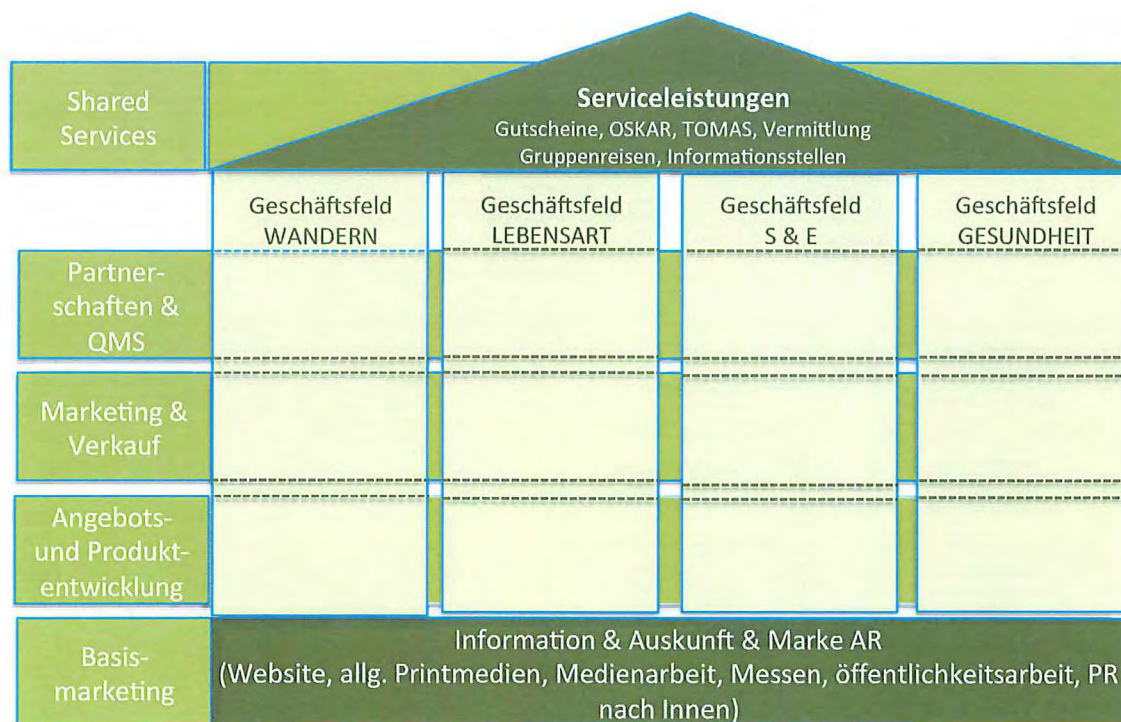 Shared
Services
Serviceleistungen
Gutscheine, OSKAR, TOMAS, Vermittlung
Gruppenreisen, Informationsstellen
Geschäftsfeld
WANDERN
Geschäftsfeld
LEBENSART
Geschäftsfeld
S & E
Geschäftsfeld
GESUNDHEIT
Partner-
schaften &
QMS
Marketing &
Verkauf
Angebots-
und Produkt-
entwicklung
Basis-
marketing
Information & Auskunft & Marke AR
(Website, allg. Printmedien, Medienarbeit, Messen, öffentlichkeitsarbeit, PR
nach Innen)